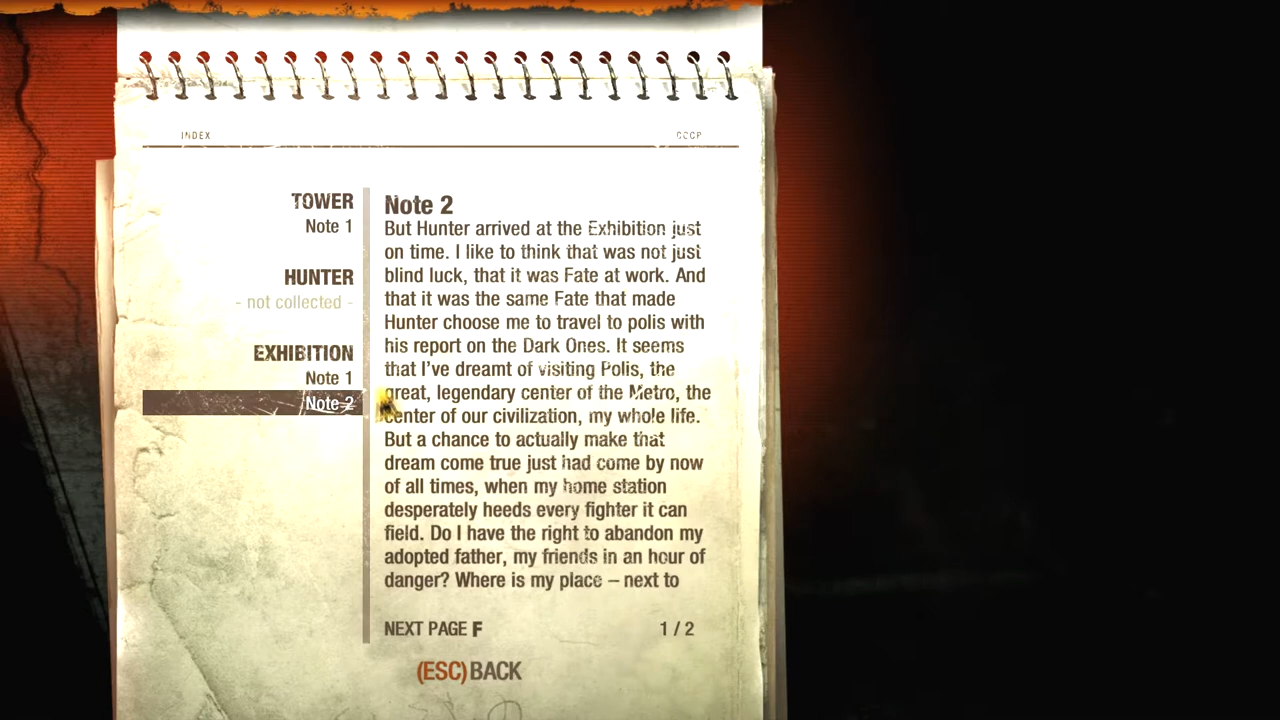 INDEX
CCCP
TOWER
Note 1
HUNTER
- not collected -
EXHIBITION
Note 1
Note 2
Note 2
But Hunter arrived at the Exhibition just
on time. I like to think that was not just
blind luck, that it was Fate at work. And
that it was the same Fate that made
Hunter choose me to travel to polis with
his report on the Dark Ones. It seems
that I've dreamt of visiting Polis, the
great, legendary center of the Metro, the
center of our civilization, my whole life.
But a chance to actually make that
dream come true just had come by now
of all times, when my home station
desperately heeds every fighter it can
field. Do I have the right to abandon my
adopted father, my friends in an hour of
danger? Where is my place – next to
NEXT PAGE F
1 / 2
(ESC) BACK